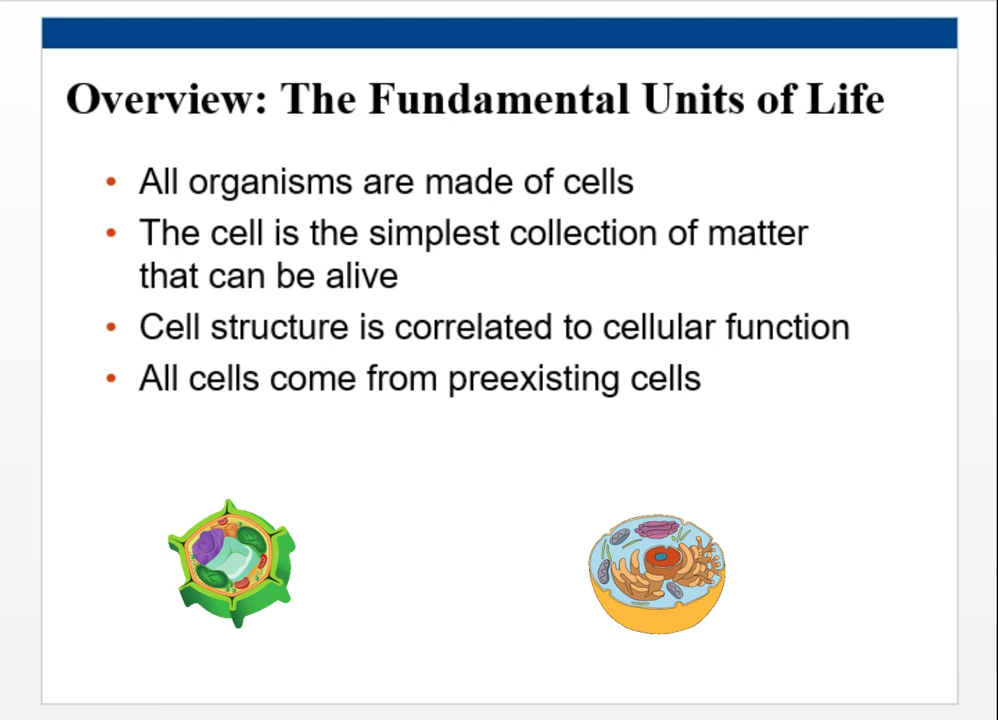 Overview: The Fundamental Units of Life
• All organisms are made of cells
• The cell is the simplest collection of matter
that can be alive
• Cell structure is correlated to cellular function
• All cells come from preexisting cells